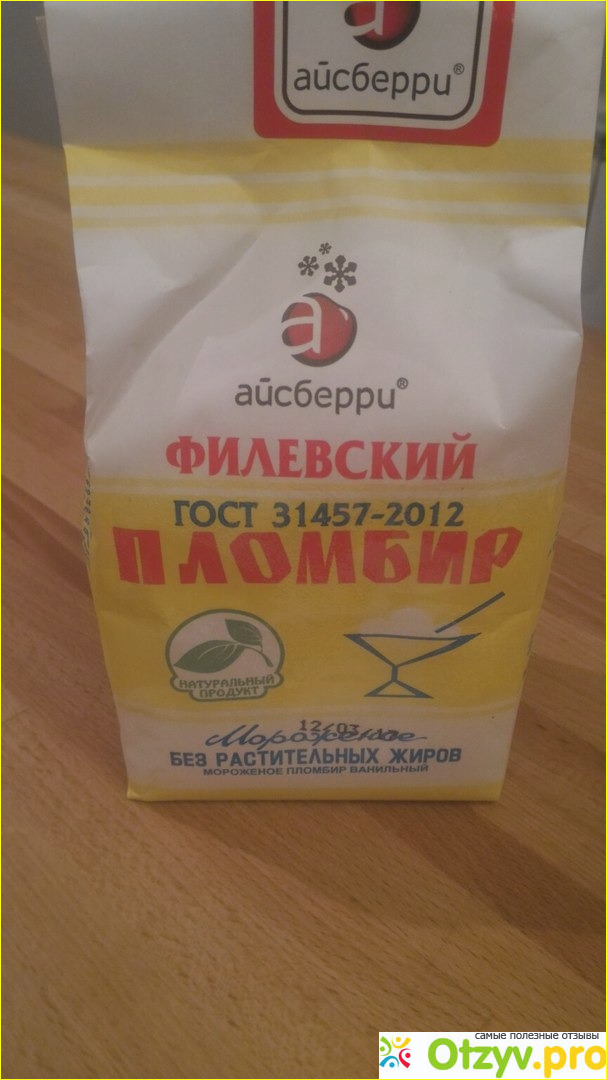 айсберри®
айсберри®
ФИЛЕВСКИЙ
ГОСТ 31457-2012
ПЛОМБИР
НАТУРАЛЬНЫЙ
ПРОДУКТ
12 03
Мороженое
БЕЗ РАСТИТЕЛЬНЫХ ЖИРОВ
МОРОЖЕНОЕ ПЛОМБИР ВАНИЛЬНЫЙ
самые полезные отзывы
Otzyv.pro